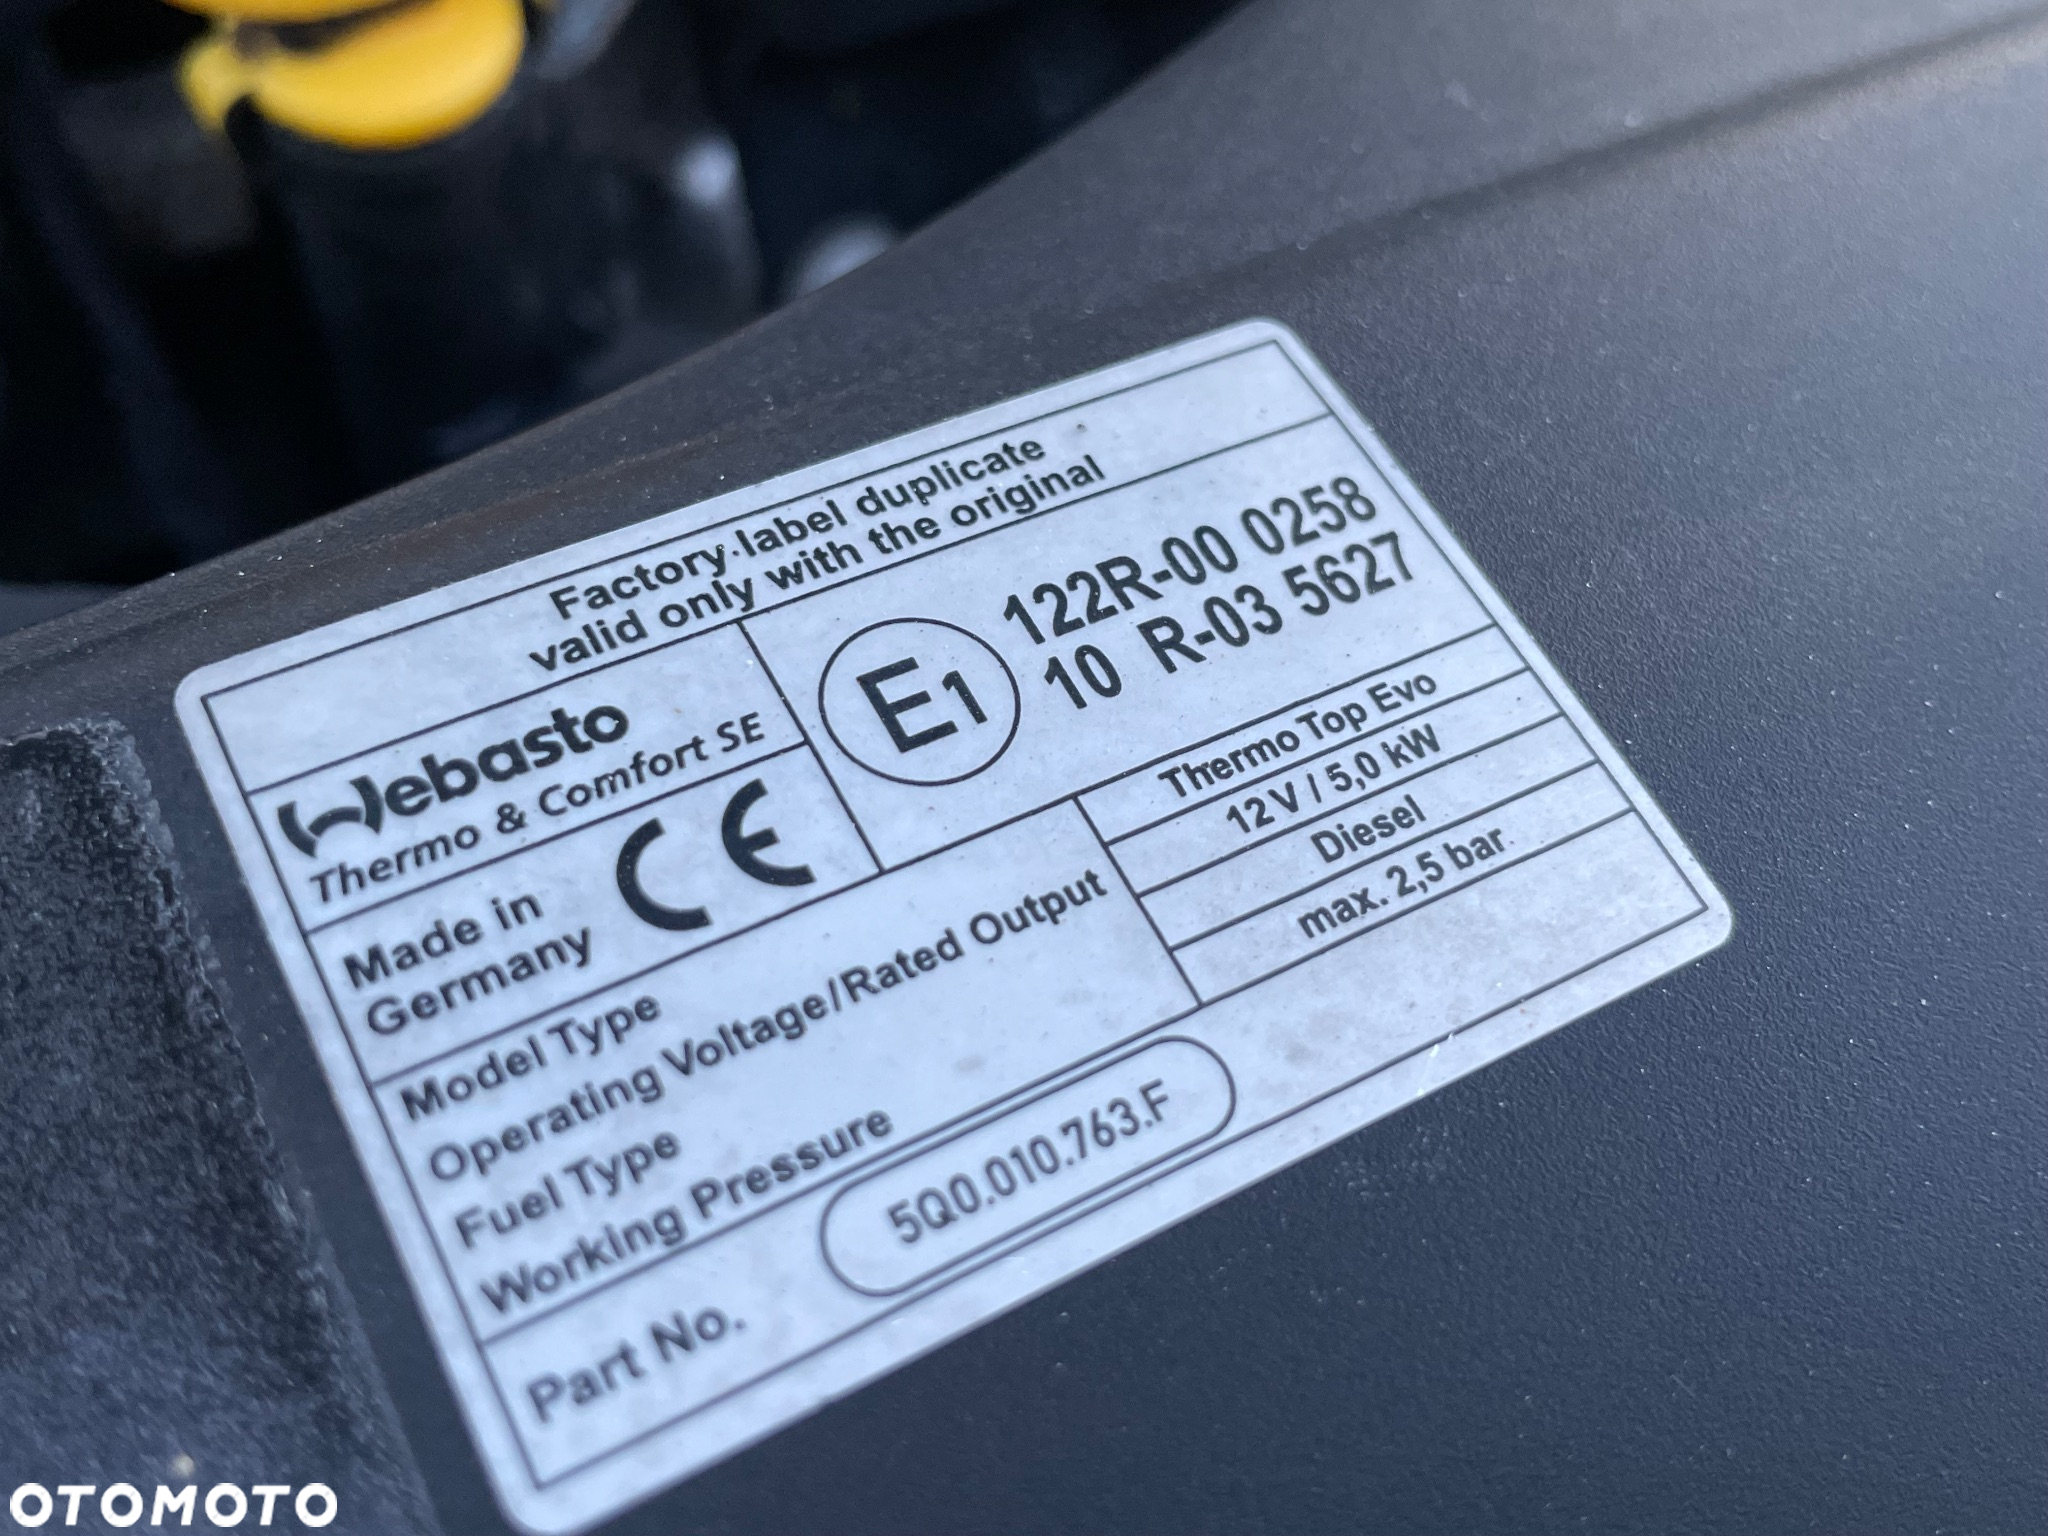 Factory label duplicate
valid only with the original
Webasto
Thermo & Comfort SE
E1
122R-00 0258
10 R-03 5627
Made in
Germany
CE
Model Type
Thermo Top Evo
Operating Voltage/Rated Output
12 V / 5,0 kW
Fuel Type
Diesel
Working Pressure
max. 2,5 bar
Part No.
5Q0.010.763.F
OTOMOTO